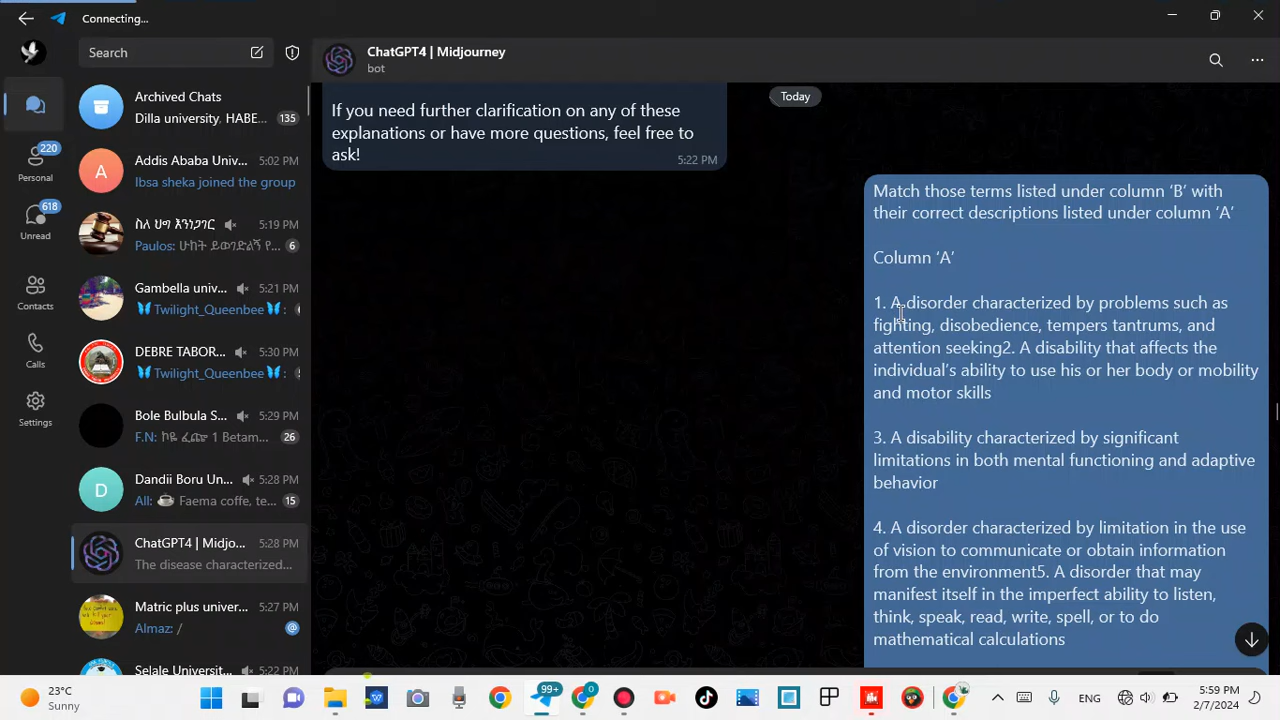 Connecting...
Search
ChatGPT4 | Midjourney
bot
Archived Chats
Dilla university. HABE...
135
Today
If you need further clarification on any of these
explanations or have more questions, feel free to
ask!
5:22 PM
Addis Ababa Univ...
5:02 PM
Ibsa sheka joined the group
220
Personal
618
Unread
Contacts
Calls
Settings
ስለ ህግ እንነጋገር
5:19 PM
Paulos: ሁከት ይወገድልኝ የ...
6
Gambella univ...
5:21 PM
Twilight_Queenbee :
DEBRE TABOR...
5:30 PM
Twilight_Queenbee :
Bole Bulbula S...
5:29 PM
F.N: ከዪ ፈጬ 1 Betam...
26
Dandii Boru Un...
5:28 PM
All: Faema coffe, te...
15
ChatGPT4 | Midjo...
5:28 PM
The disease characterized...
Matric plus univer...
5:27 PM
Almaz: /
@
Selale Universit...
5:22 PM
Match those terms listed under column ‘B’ with
their correct descriptions listed under column ‘A’
Column ‘A’
1. A disorder characterized by problems such as
fighting, disobedience, tempers tantrums, and
attention seeking2. A disability that affects the
individual’s ability to use his or her body or mobility
and motor skills
3. A disability characterized by significant
limitations in both mental functioning and adaptive
behavior
4. A disorder characterized by limitation in the use
of vision to communicate or obtain information
from the environment5. A disorder that may
manifest itself in the imperfect ability to listen,
think, speak, read, write, spell, or to do
mathematical calculations
23°C
Sunny
99+
ENG
5:59 PM
2/7/2024